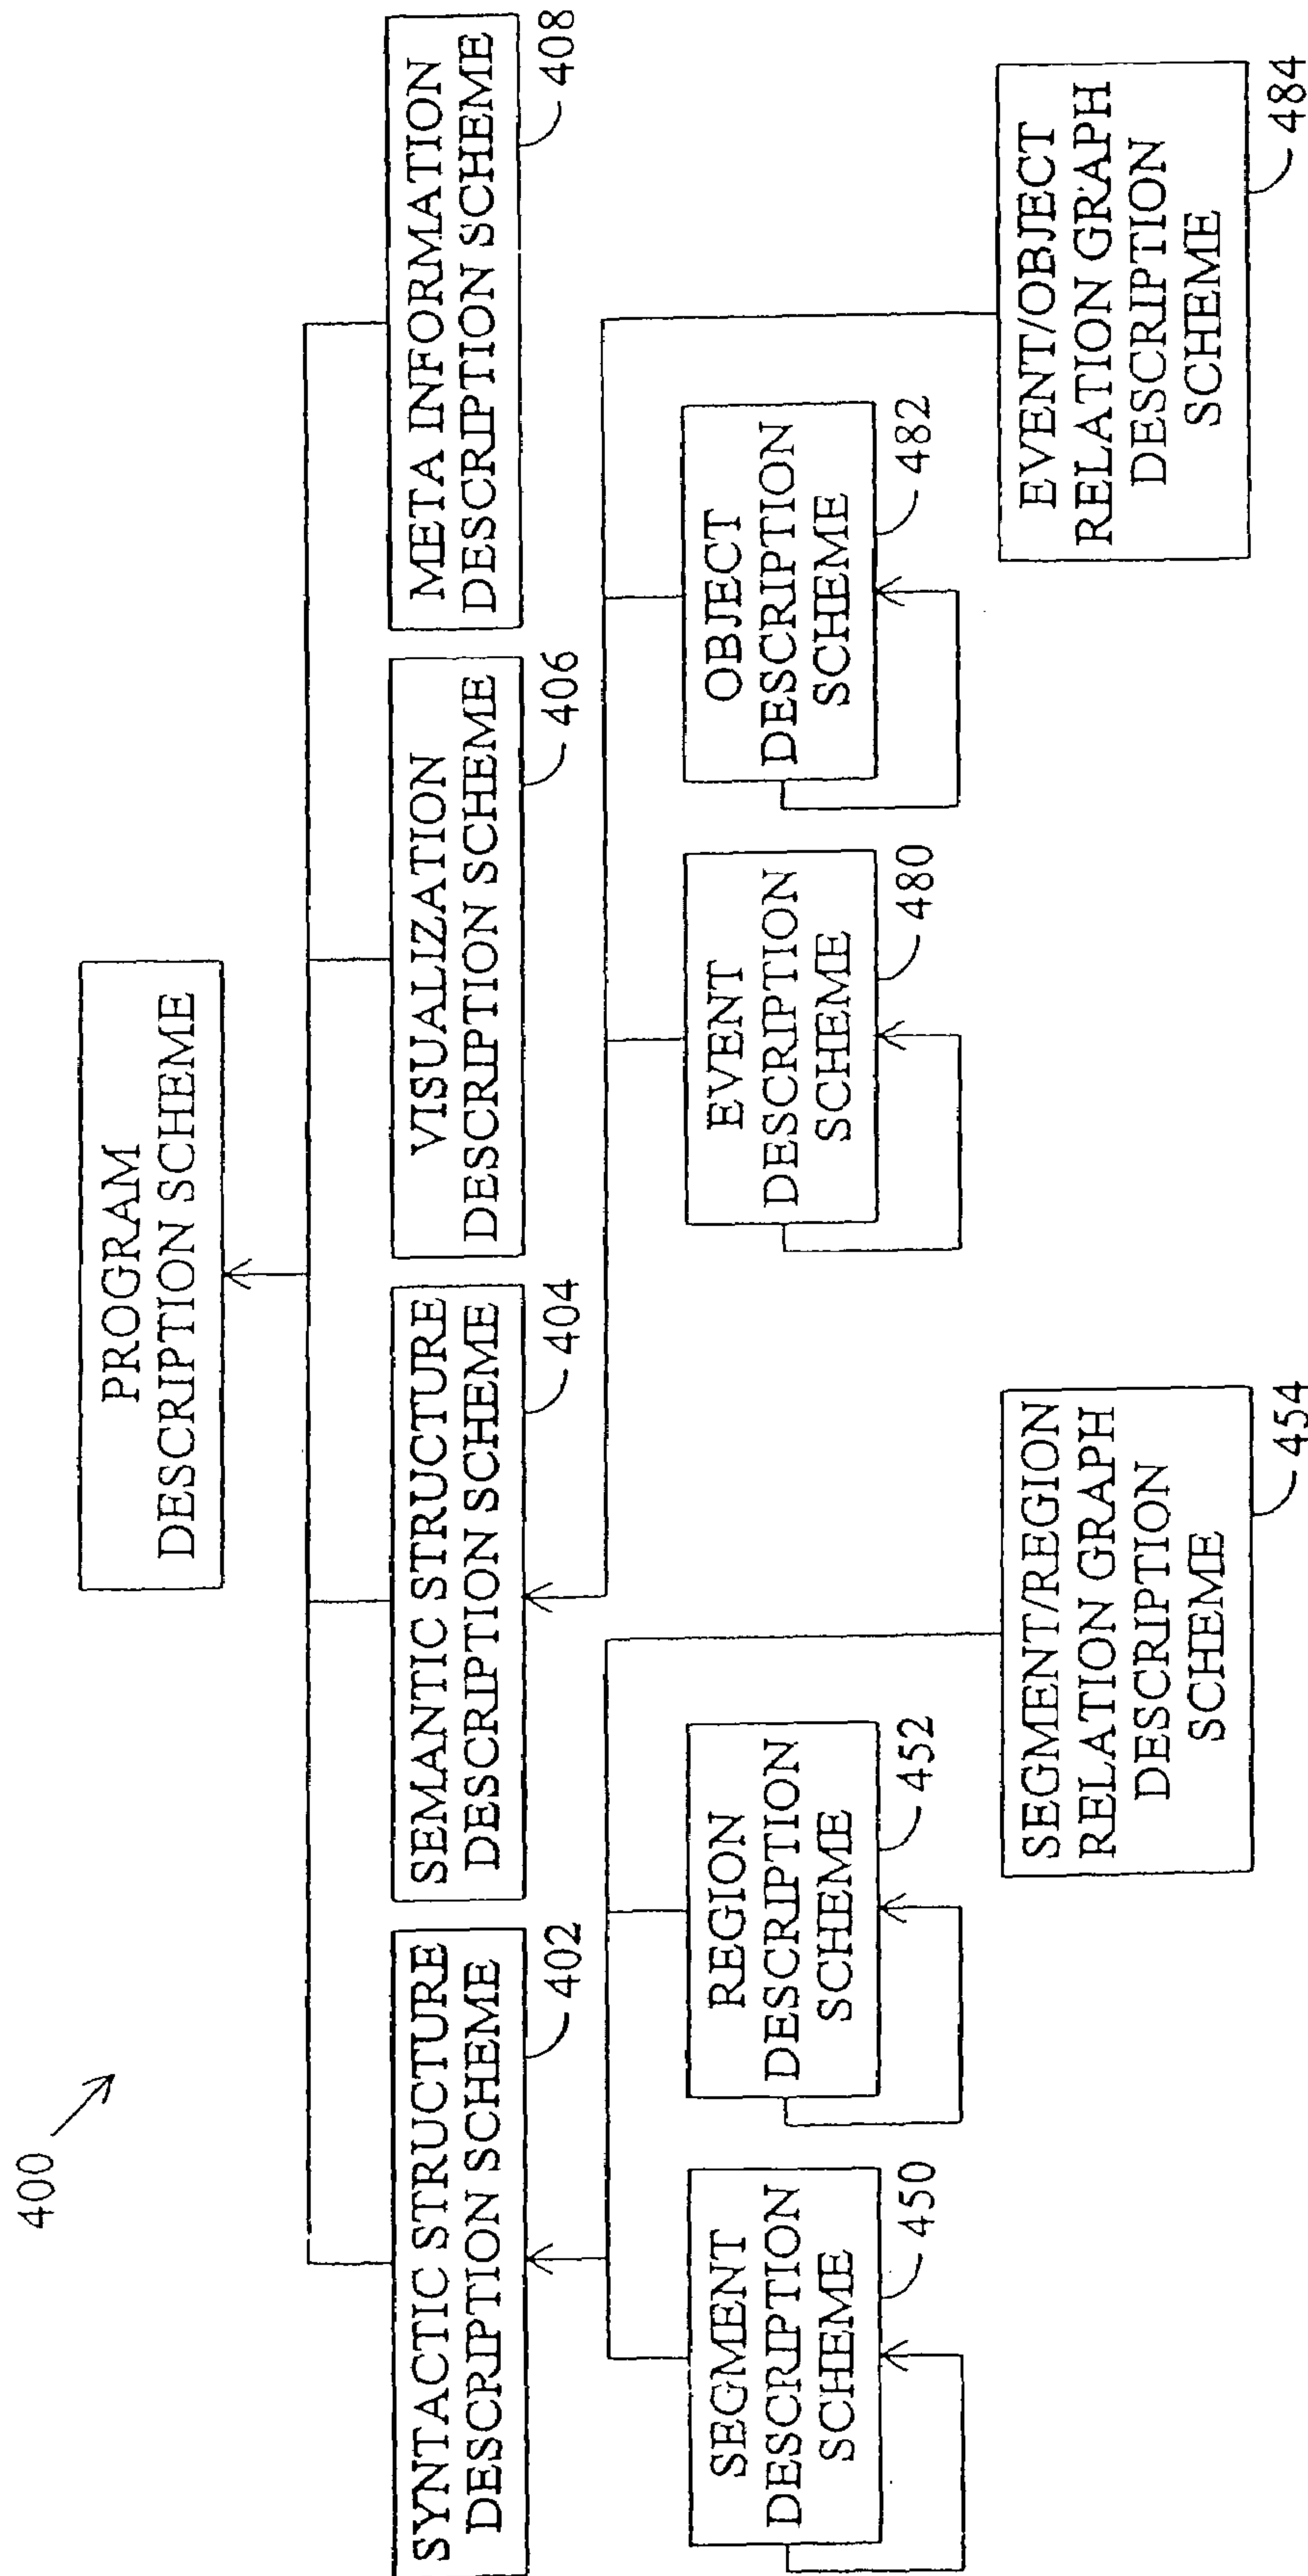 400
PROGRAM
DESCRIPTION SCHEME
SYNTACTIC STRUCTURE
DESCRIPTION SCHEME
402
SEMANTIC STRUCTURE
DESCRIPTION SCHEME
404
VISUALIZATION
DESCRIPTION SCHEME
406
META INFORMATION
DESCRIPTION SCHEME
408
SEGMENT
DESCRIPTION
SCHEME
450
REGION
DESCRIPTION
SCHEME
452
SEGMENT/REGION
RELATION GRAPH
DESCRIPTION
SCHEME
454
EVENT
DESCRIPTION
SCHEME
480
OBJECT
DESCRIPTION
SCHEME
482
EVENT/OBJECT
RELATION GRAPH
DESCRIPTION
SCHEME
484